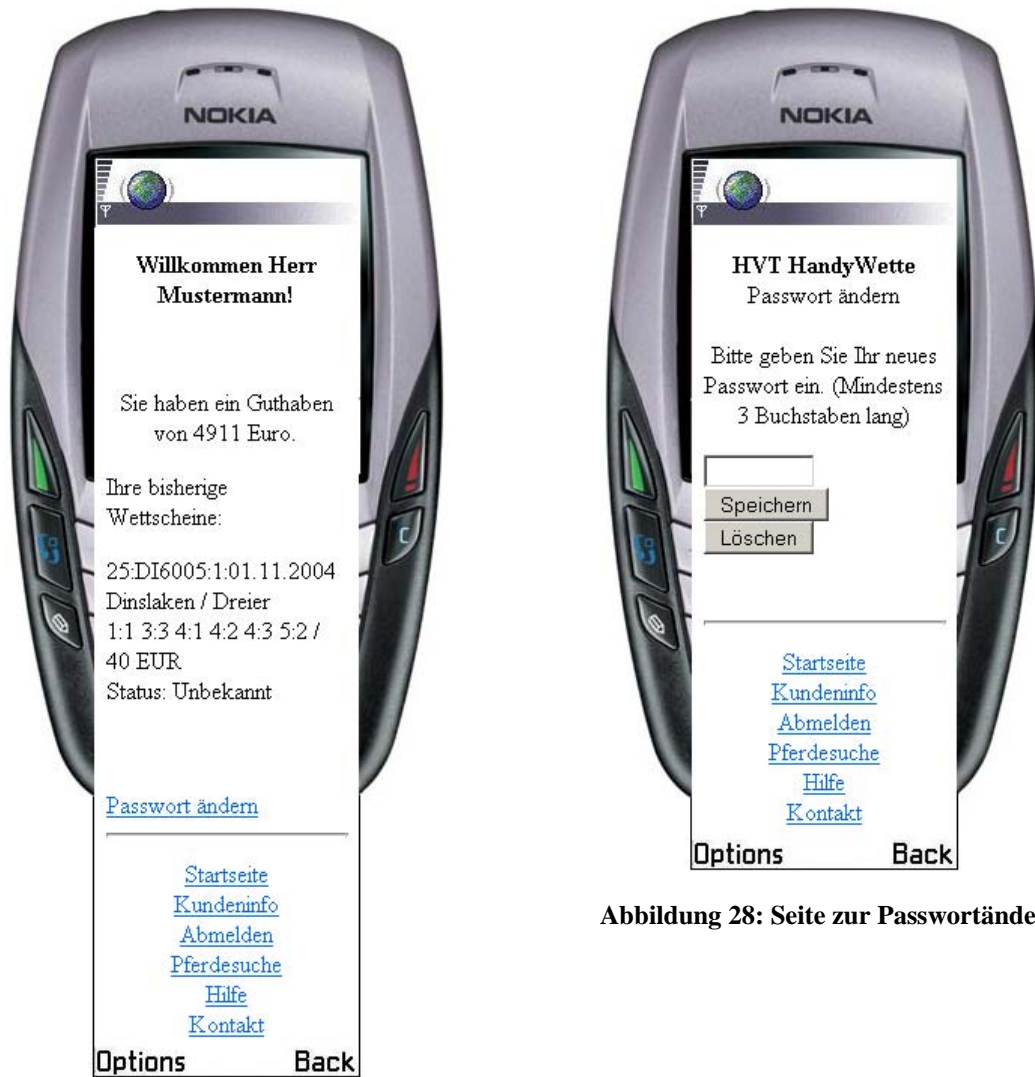 NOKIA
Willkommen Herr
Mustermann!
Sie haben ein Guthaben
von 4911 Euro.
Ihre bisherige
Wettscheine:
25:DI6005:1:01.11.2004
Dinslaken / Dreier
1:1 3:3 4:1 4:2 4:3 5:2 /
40 EUR
Status: Unbekannt
Passwort ändern
Startseite
Kundeninfo
Abmelden
Pferdesuche
Hilfe
Kontakt
Options Back
NOKIA
HVT HandyWette
Passwort ändern
Bitte geben Sie Ihr neues
Passwort ein. (Mindestens
3 Buchstaben lang)
Speichern
Löschen
Startseite
Kundeninfo
Abmelden
Pferdesuche
Hilfe
Kontakt
Options Back
C
C
Abbildung 28: Seite zur Passwortände